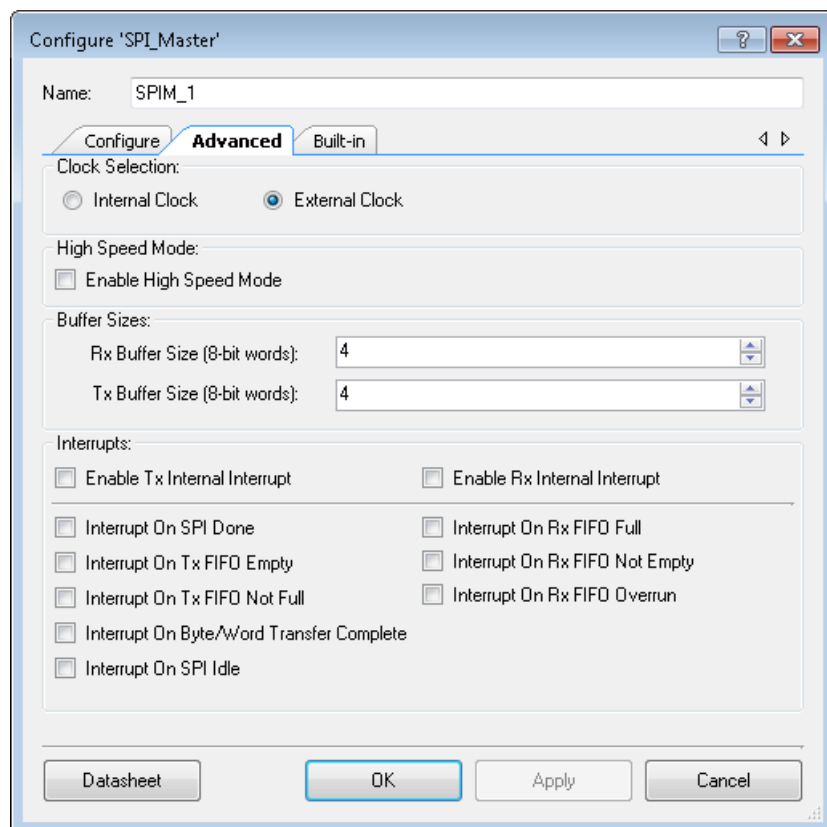 Configure 'SPI_Master'
Name: SPIM_1
Configure Advanced Built-in
Clock Selection:
Internal Clock External Clock
High Speed Mode:
Enable High Speed Mode
Buffer Sizes:
Rx Buffer Size (8-bit words): 4
Tx Buffer Size (8-bit words): 4
Interrupts:
Enable Tx Internal Interrupt Enable Rx Internal Interrupt
Interrupt On SPI Done Interrupt On Rx FIFO Full
Interrupt On Tx FIFO Empty Interrupt On Rx FIFO Not Empty
Interrupt On Tx FIFO Not Full Interrupt On Rx FIFO Overrun
Interrupt On Byte/Word Transfer Complete
Interrupt On SPI Idle
Datasheet OK Apply Cancel